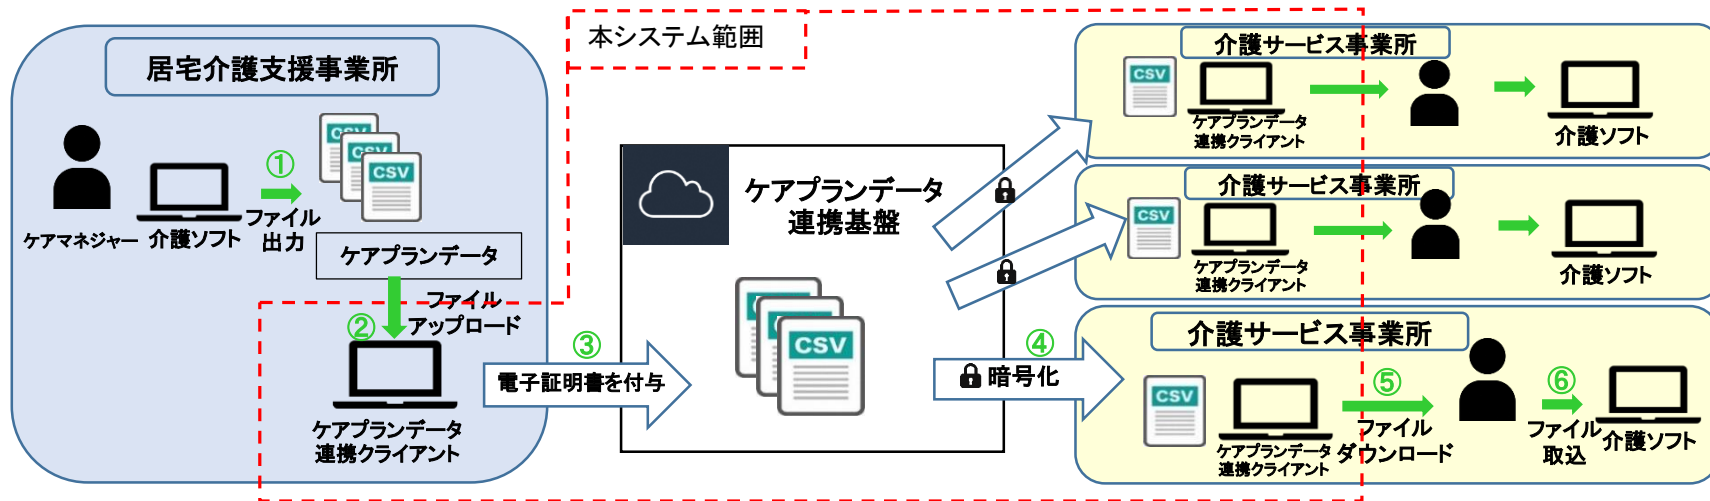 本システム範囲
居宅介護支援事業所
ケアマネジャー
介護ソフト
①
ファイル
出力
CSV
CSV
CSV
ケアプランデータ
②
ファイル
アップロード
ケアプランデータ
連携クライアント
③
電子証明書を付与
ケアプランデータ
連携基盤
CSV
④
暗号化
介護サービス事業所
CSV
ケアプランデータ
連携クライアント
介護ソフト
介護サービス事業所
CSV
ケアプランデータ
連携クライアント
介護ソフト
介護サービス事業所
CSV
ケアプランデータ
連携クライアント
⑤
ファイル
ダウンロード
⑥
ファイル
取込
介護ソフト